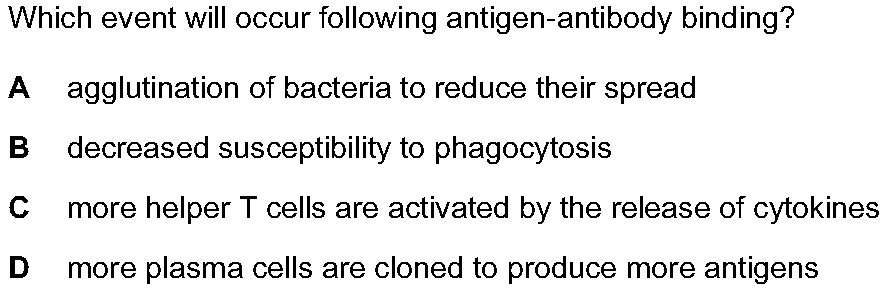 Which event will occur following antigen-antibody binding?
A agglutination of bacteria to reduce their spread
B decreased susceptibility to phagocytosis
C more helper T cells are activated by the release of cytokines
D more plasma cells are cloned to produce more antigens